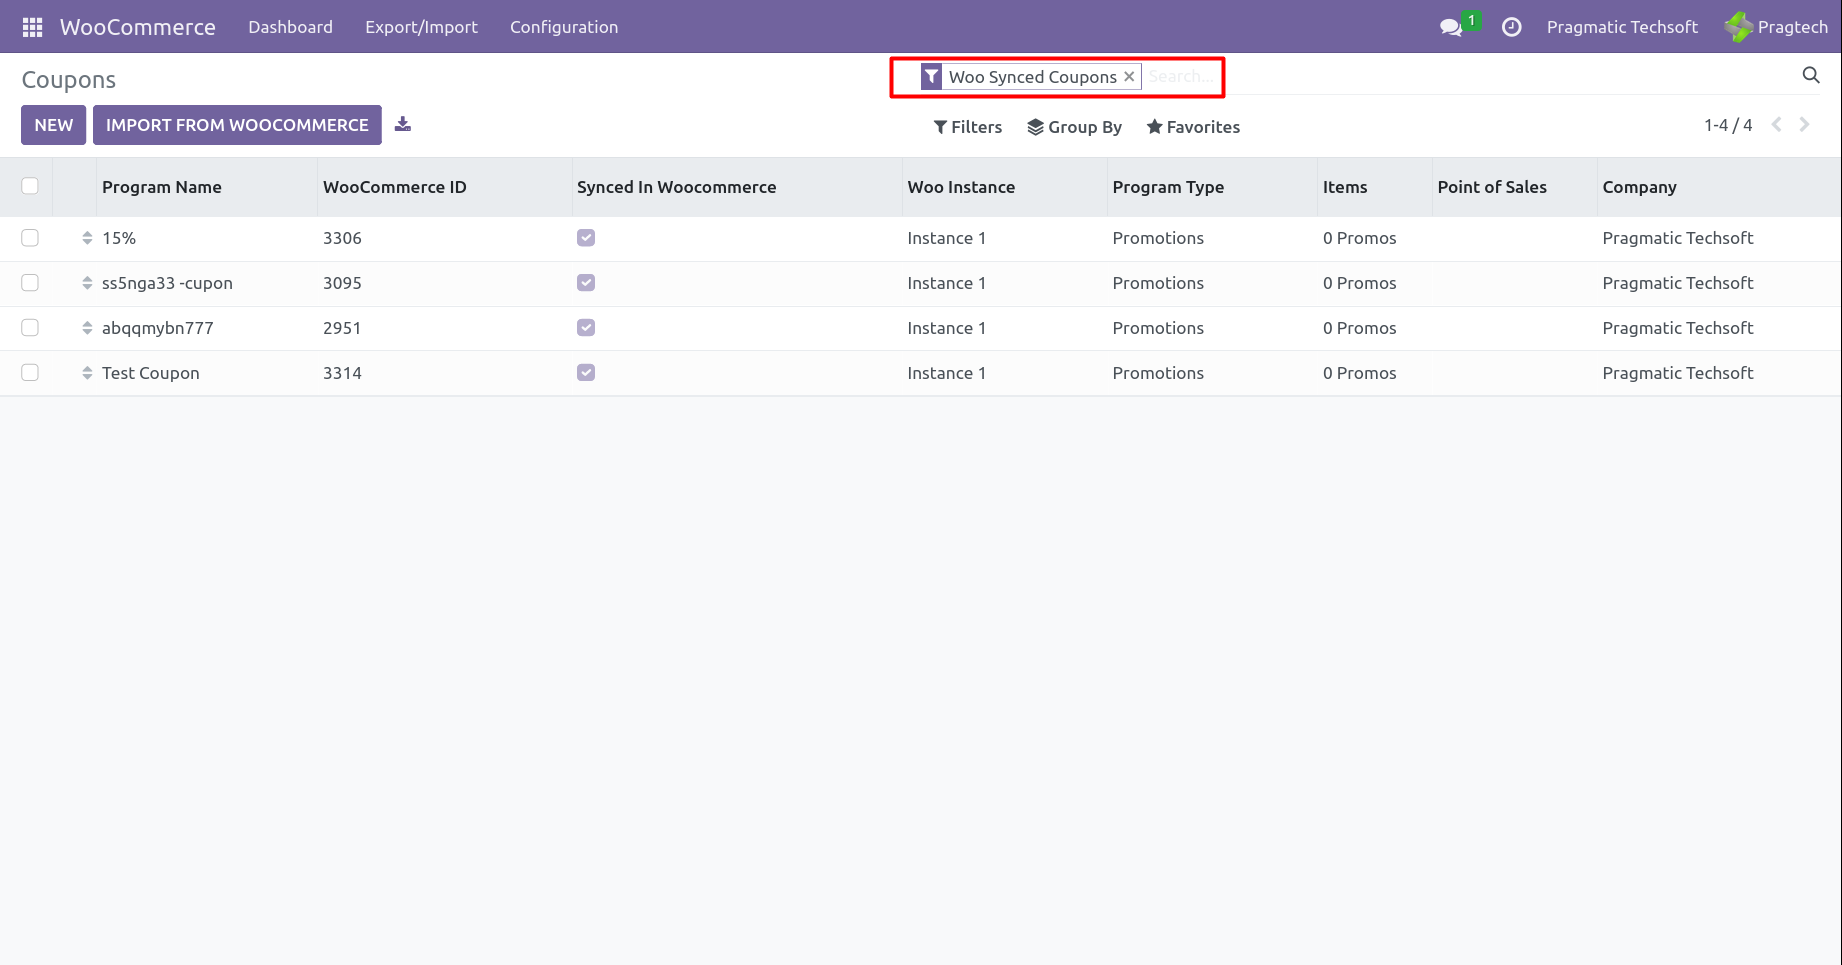 WooCommerce Dashboard Export/Import Configuration 1 Pragmatic Techsoft Pragtech
Coupons Woo Synced Coupons × Search...
NEW IMPORT FROM WOOCOMMERCE Filters Group By Favorites 1-4 / 4
Program Name WooCommerce ID Synced In Woocommerce Woo Instance Program Type Items Point of Sales Company
15% 3306 Instance 1 Promotions 0 Promos Pragmatic Techsoft
ss5nga33 -cupon 3095 Instance 1 Promotions 0 Promos Pragmatic Techsoft
abqqmybn777 2951 Instance 1 Promotions 0 Promos Pragmatic Techsoft
Test Coupon 3314 Instance 1 Promotions 0 Promos Pragmatic Techsoft